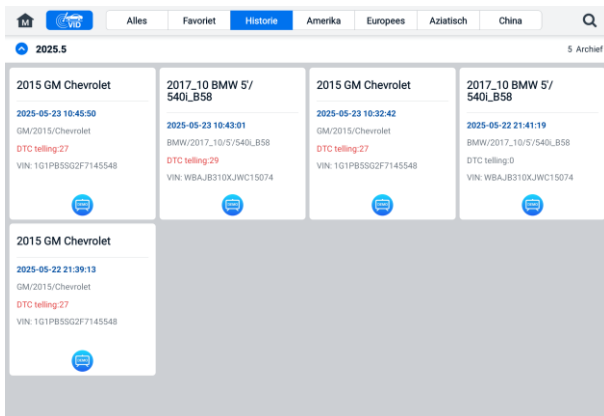 M
VID
Alles
Favoriet
Historie
Amerika
Europees
Aziatisch
China
2025.5
5 Archief
2015 GM Chevrolet
2025-05-23 10:45:50
GM/2015/Chevrolet
DTC telling:27
VIN: 1G1PB5SG2F7145548
DEMO
2017_10 BMW 5'/
540i_B58
2025-05-23 10:43:01
BMW/2017_10/5'/540i_B58
DTC telling:29
VIN: WBAJB310XJWC15074
DEMO
2015 GM Chevrolet
2025-05-23 10:32:42
GM/2015/Chevrolet
DTC telling:27
VIN: 1G1PB5SG2F7145548
DEMO
2017_10 BMW 5'/
540i_B58
2025-05-22 21:41:19
BMW/2017_10/5'/540i_B58
DTC telling:0
VIN: WBAJB310XJWC15074
DEMO
2015 GM Chevrolet
2025-05-22 21:39:13
GM/2015/Chevrolet
DTC telling:27
VIN: 1G1PB5SG2F7145548
DEMO